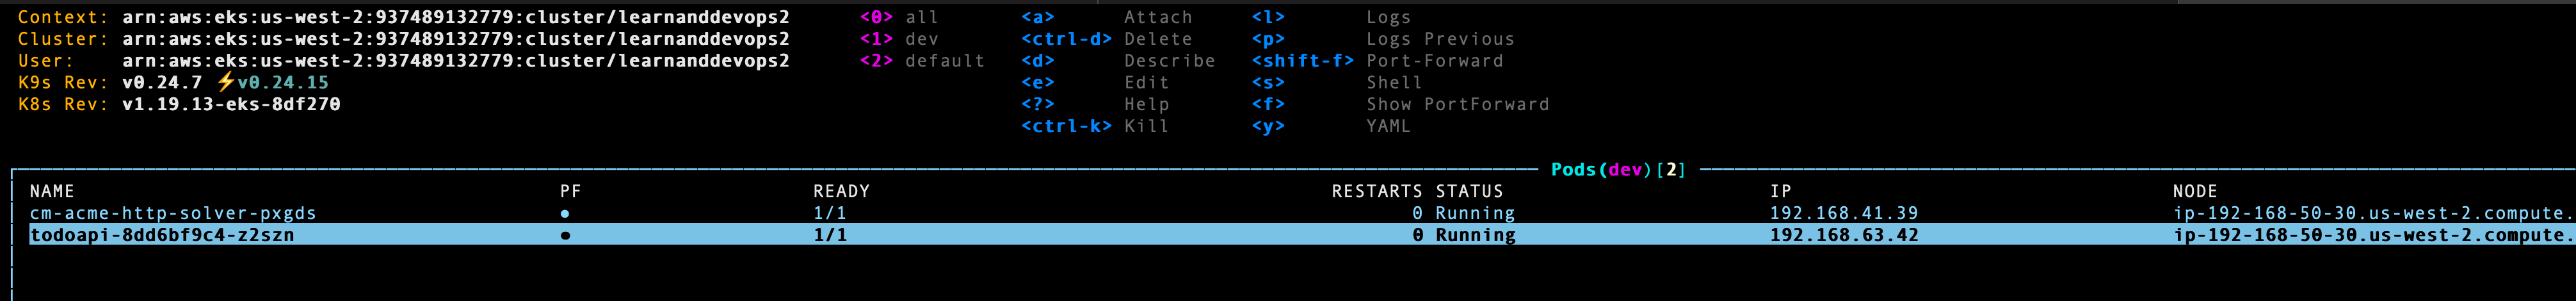 Context: arn:aws:eks:us-west-2:937489132779:cluster/learnanddevops2 <0> all <a> Attach <l> Logs
Cluster: arn:aws:eks:us-west-2:937489132779:cluster/learnanddevops2 <1> dev <ctrl-d> Delete <p> Logs Previous
User: arn:aws:eks:us-west-2:937489132779:cluster/learnanddevops2 <2> default <d> Describe <shift-f> Port-Forward
K9s Rev: v0.24.7 ⚡v0.24.15 <e> Edit <s> Shell
K8s Rev: v1.19.13-eks-8df270 <?> Help <f> Show PortForward
<ctrl-k> Kill <y> YAML
Pods(dev)[2]
NAME PF READY RESTARTS STATUS IP NODE
cm-acme-http-solver-pxgds ● 1/1 0 Running 192.168.41.39 ip-192-168-50-30.us-west-2.compute.
todoapi-8dd6bf9c4-z2szn ● 1/1 0 Running 192.168.63.42 ip-192-168-50-30.us-west-2.compute.